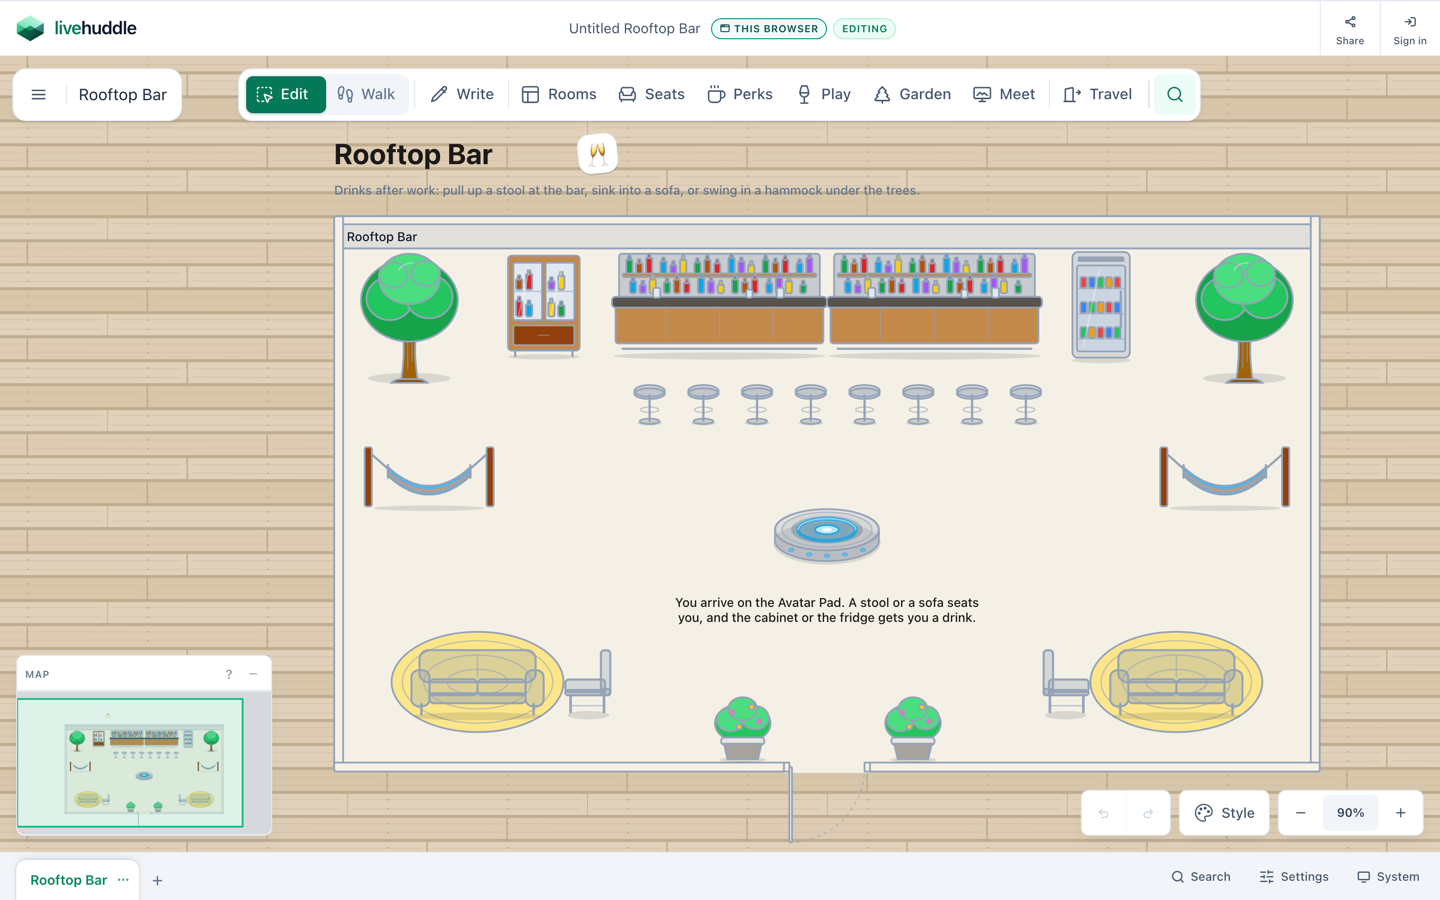 livehuddle
Untitled Rooftop Bar
THIS BROWSER
EDITING
Share
Sign in
Rooftop Bar
Edit
Walk
Write
Rooms
Seats
Perks
Play
Garden
Meet
Travel
Rooftop Bar
Drinks after work: pull up a stool at the bar, sink into a sofa, or swing in a hammock under the trees.
Rooftop Bar
You arrive on the Avatar Pad. A stool or a sofa seats
you, and the cabinet or the fridge gets you a drink.
MAP
?
Style
90%
Rooftop Bar
Search
Settings
System